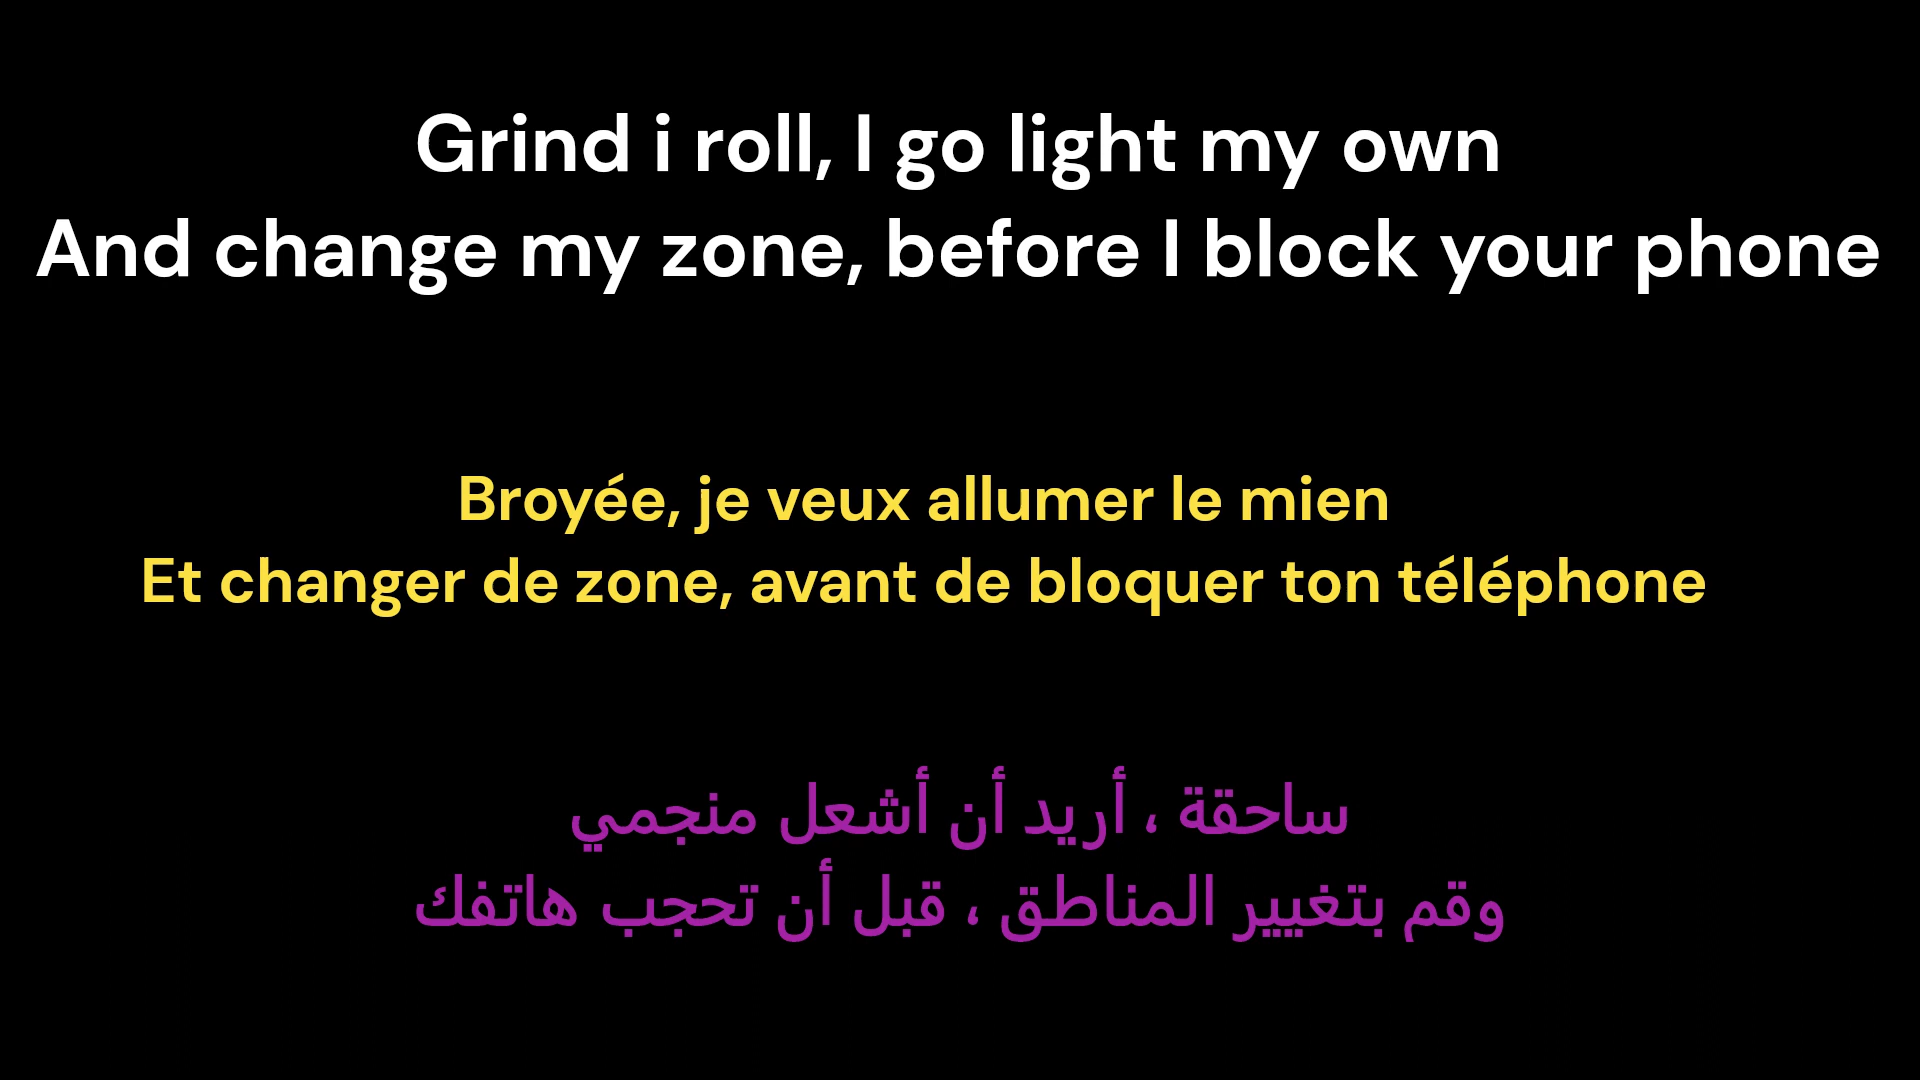 Grind i roll, I go light my own
And change my zone, before I block your phone
Broyée, je veux allumer le mien
Et changer de zone, avant de bloquer ton téléphone
ساحقة ، أريد أن أشعل منجمي
وقم بتغيير المناطق ، قبل أن تحجب هاتفك